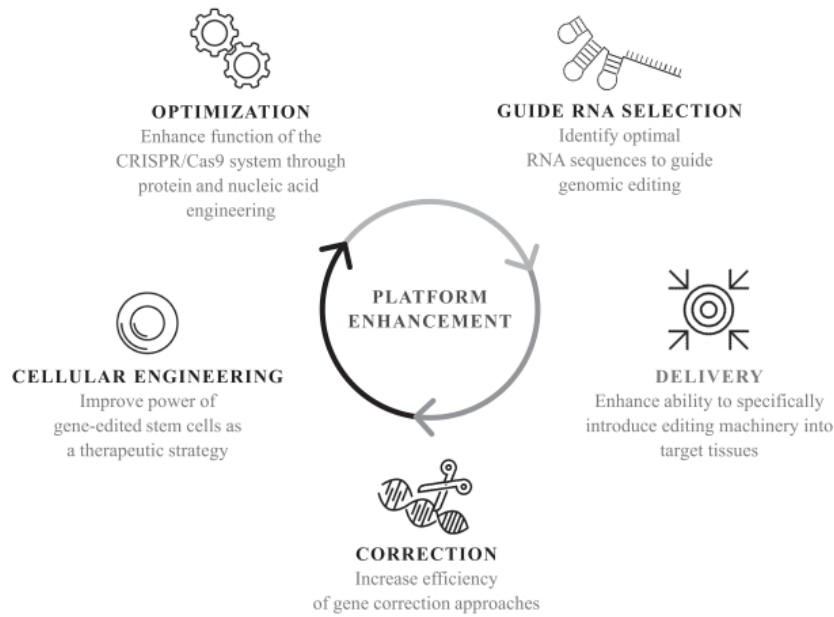 OPTIMIZATION
Enhance function of the
CRISPR/Cas9 system through
protein and nucleic acid
engineering
GUIDE RNA SELECTION
Identify optimal
RNA sequences to guide
genomic editing
PLATFORM
ENHANCEMENT
CELLULAR ENGINEERING
Improve power of
gene-edited stem cells as
a therapeutic strategy
DELIVERY
Enhance ability to specifically
introduce editing machinery into
target tissues
CORRECTION
Increase efficiency
of gene correction approaches